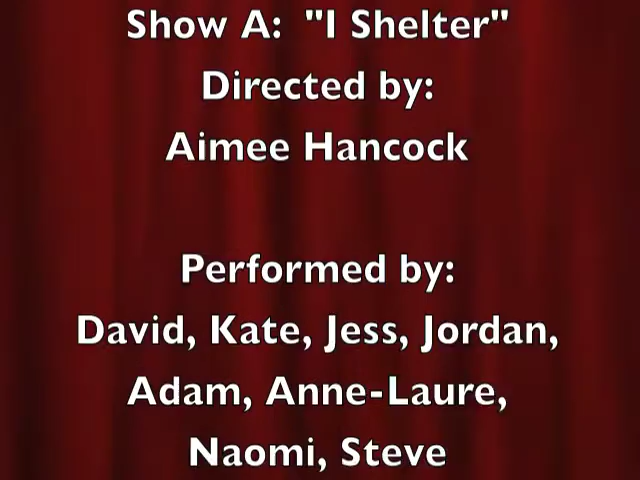 Show A:  "I Shelter"
Directed by:
Aimee Hancock
Performed by:
David, Kate, Jess, Jordan,
Adam, Anne-Laure,
Naomi, Steve